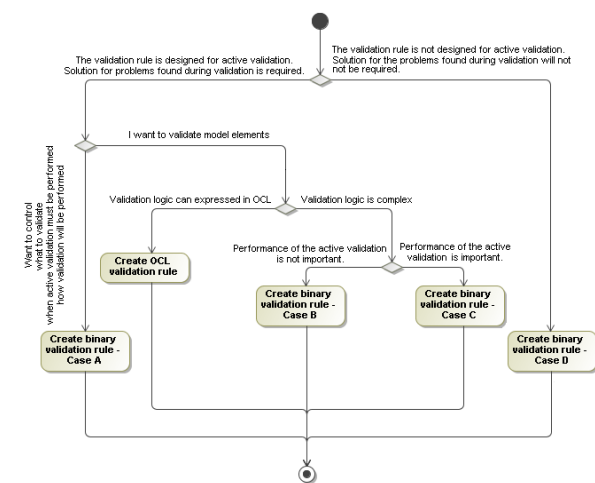 The validation rule is designed for active validation.
Solution for problems found during validation is required.
The validation rule is not designed for active validation.
Solution for the problems found during validation will not
not be required.
I want to validate model elements
Want to control
what to validate
when active validation must be performed
how validation will be performed
Validation logic can expressed in OCL
Validation logic is complex
Performance of the active validation
is not important.
Performance of the active
validation is important.
Create OCL
validation rule
Create binary
validation rule -
Case B
Create binary
validation rule -
Case C
Create binary
validation rule -
Case A
Create binary
validation rule -
Case D